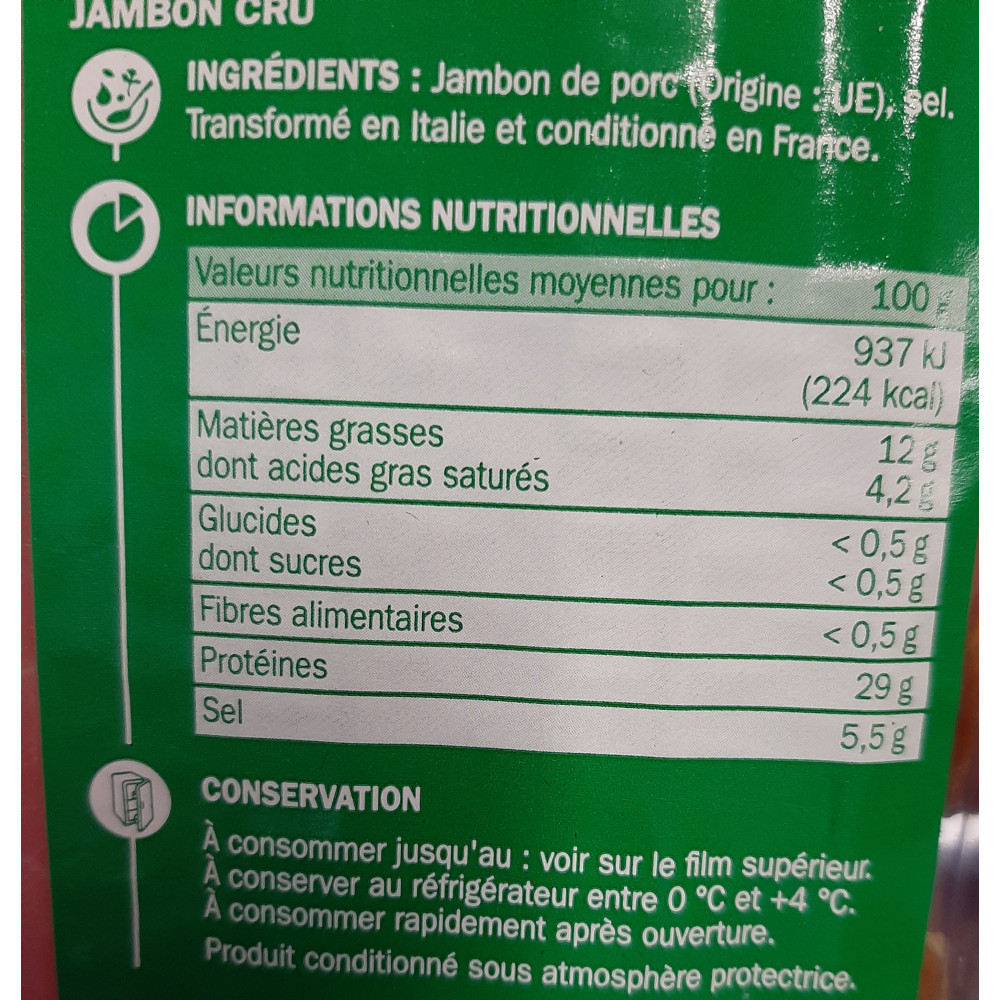 JAMBON CRU
INGRÉDIENTS : Jambon de porc (Origine : UE), sel.
Transformé en Italie et conditionné en France.
INFORMATIONS NUTRITIONNELLES
Valeurs nutritionnelles moyennes pour : 100 g
Énergie 937 kJ
(224 kcal)
Matières grasses 12 g
dont acides gras saturés 4,2 g
Glucides < 0,5 g
dont sucres < 0,5 g
Fibres alimentaires < 0,5 g
Protéines 29 g
Sel 5,5 g
CONSERVATION
À consommer jusqu'au : voir sur le film supérieur.
À conserver au réfrigérateur entre 0 °C et +4 °C.
À consommer rapidement après ouverture.
Produit conditionné sous atmosphère protectrice.